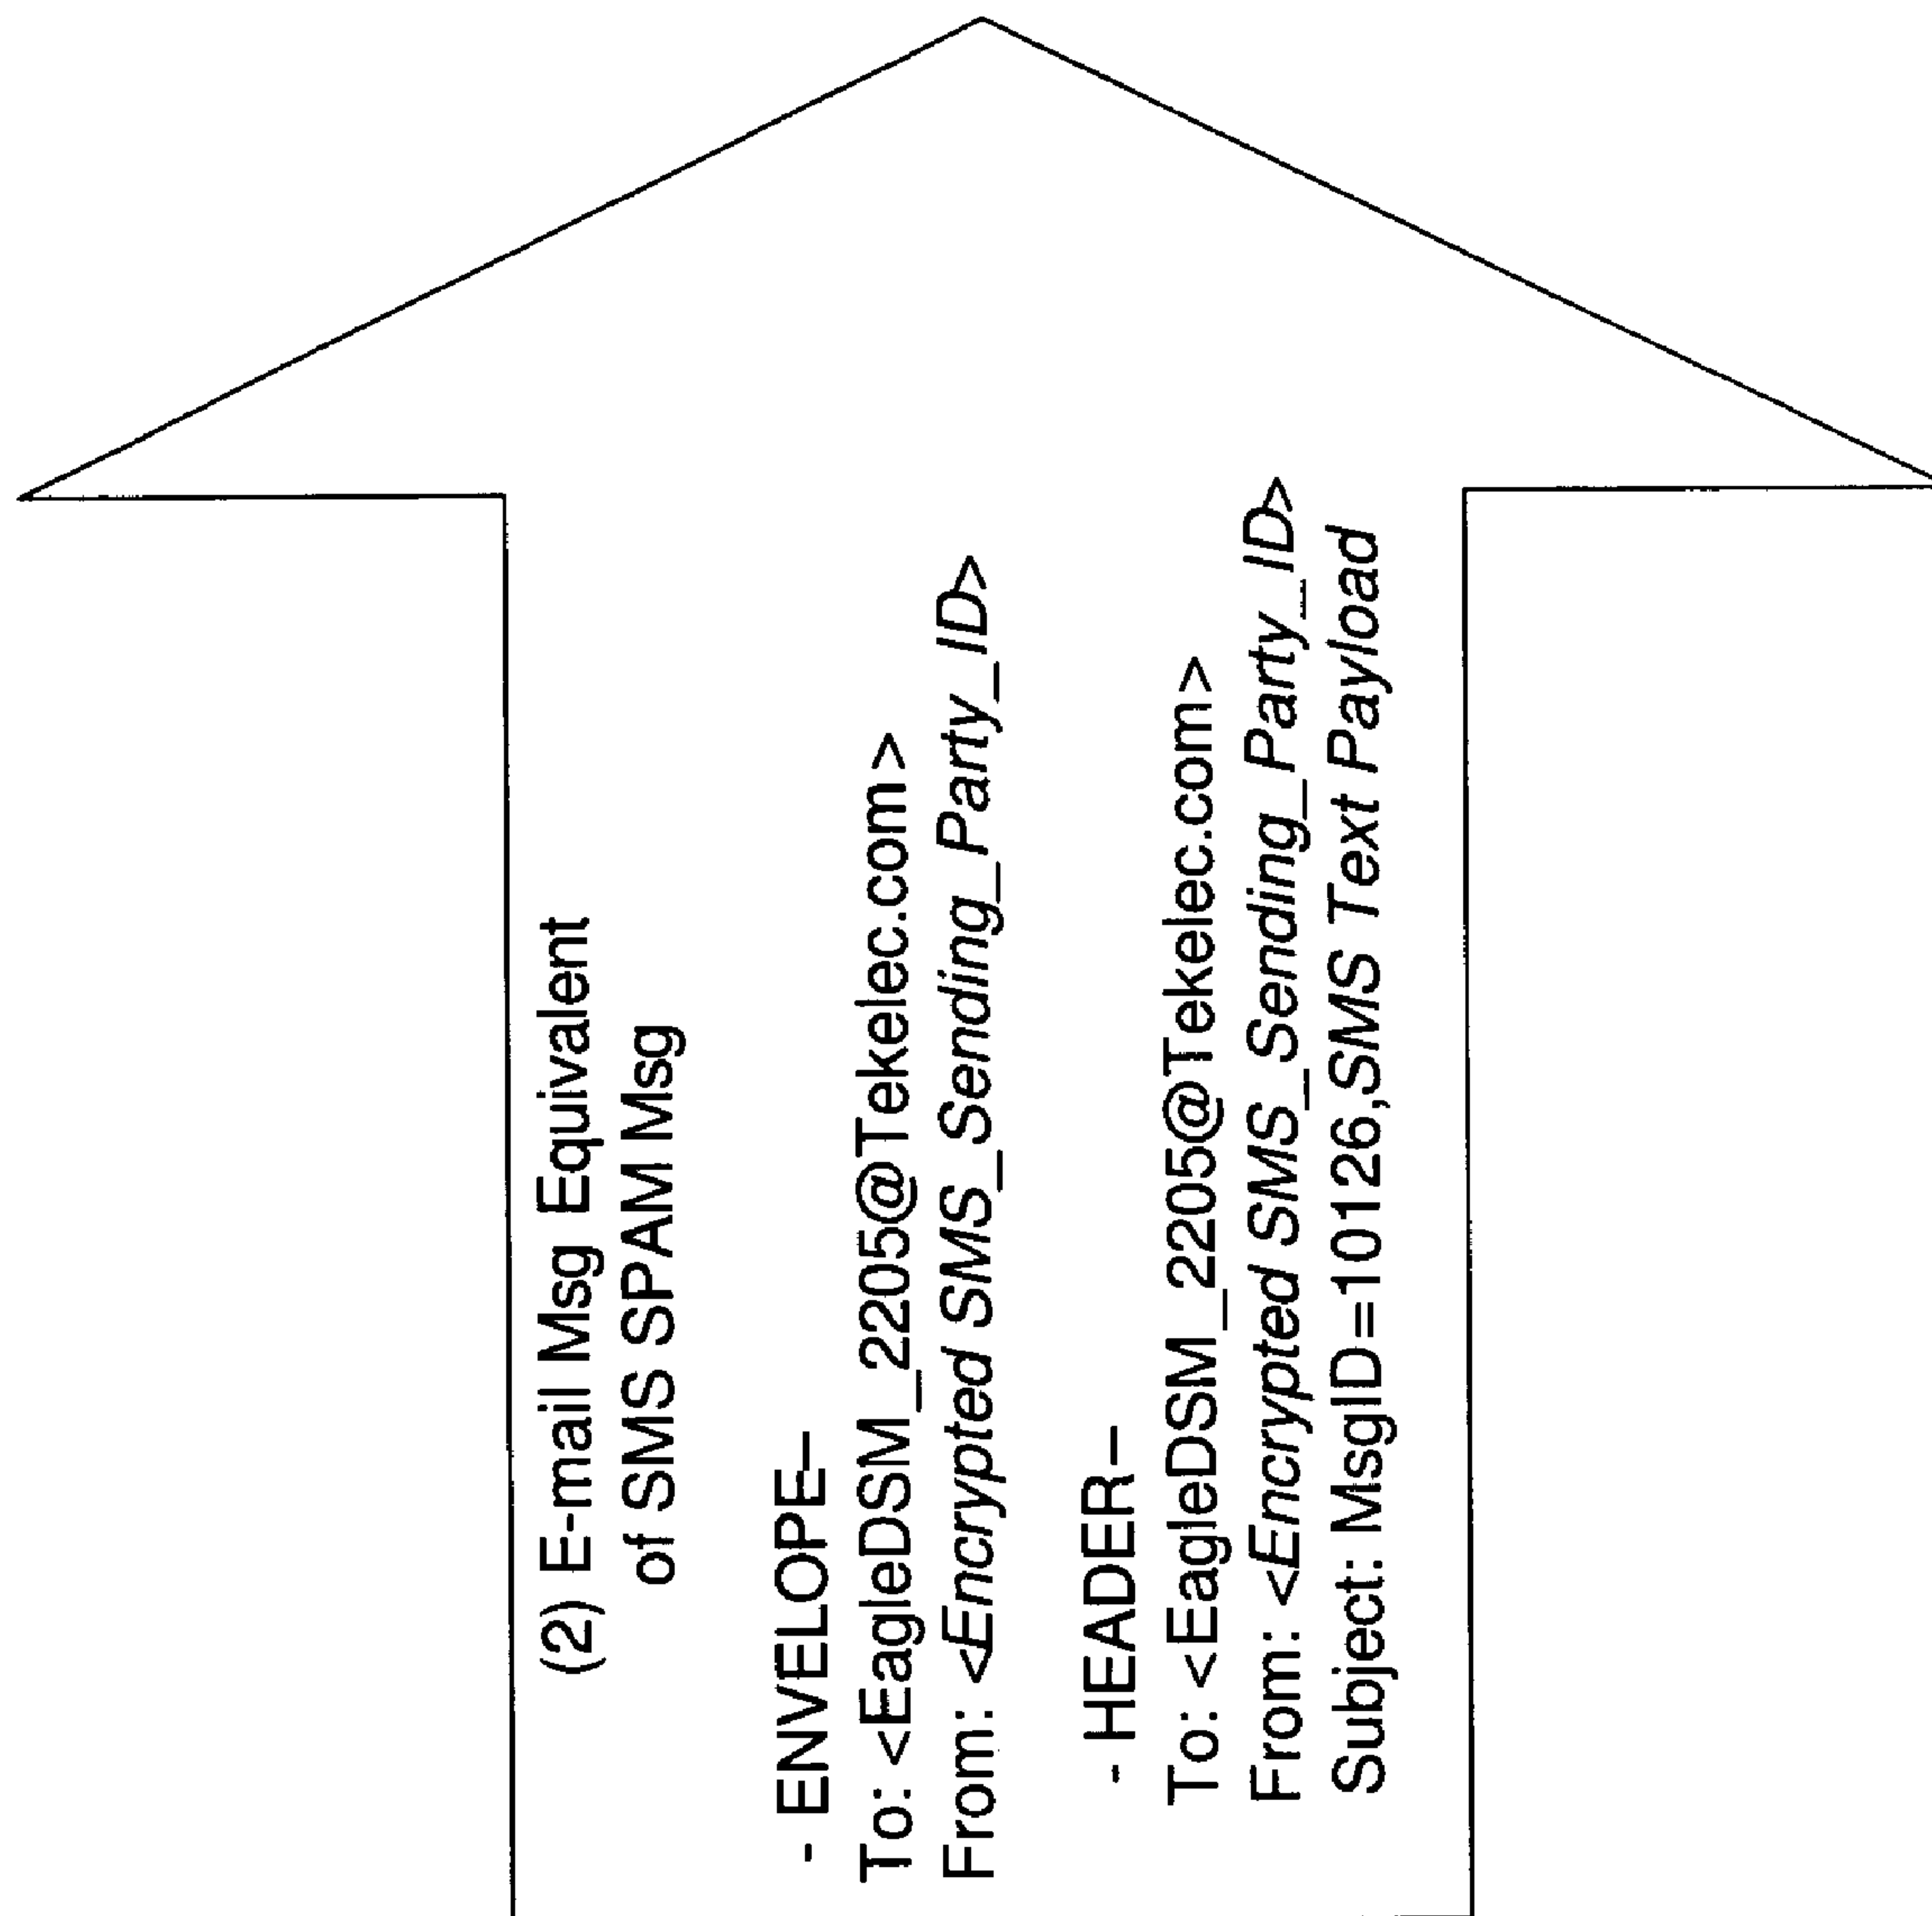 (2) E-mail Msg Equivalent
of SMS SPAM Msg
- ENVELOPE–
To: <EagleDSM_2205@Tekelec.com>
From: <Encrypted SMS_Sending_Party_ID>
- HEADER–
To: <EagleDSM_2205@Tekelec.com>
From: <Encrypted SMS_Sending_Party_ID>
Subject: MsgID=10126,SMS Text Payload